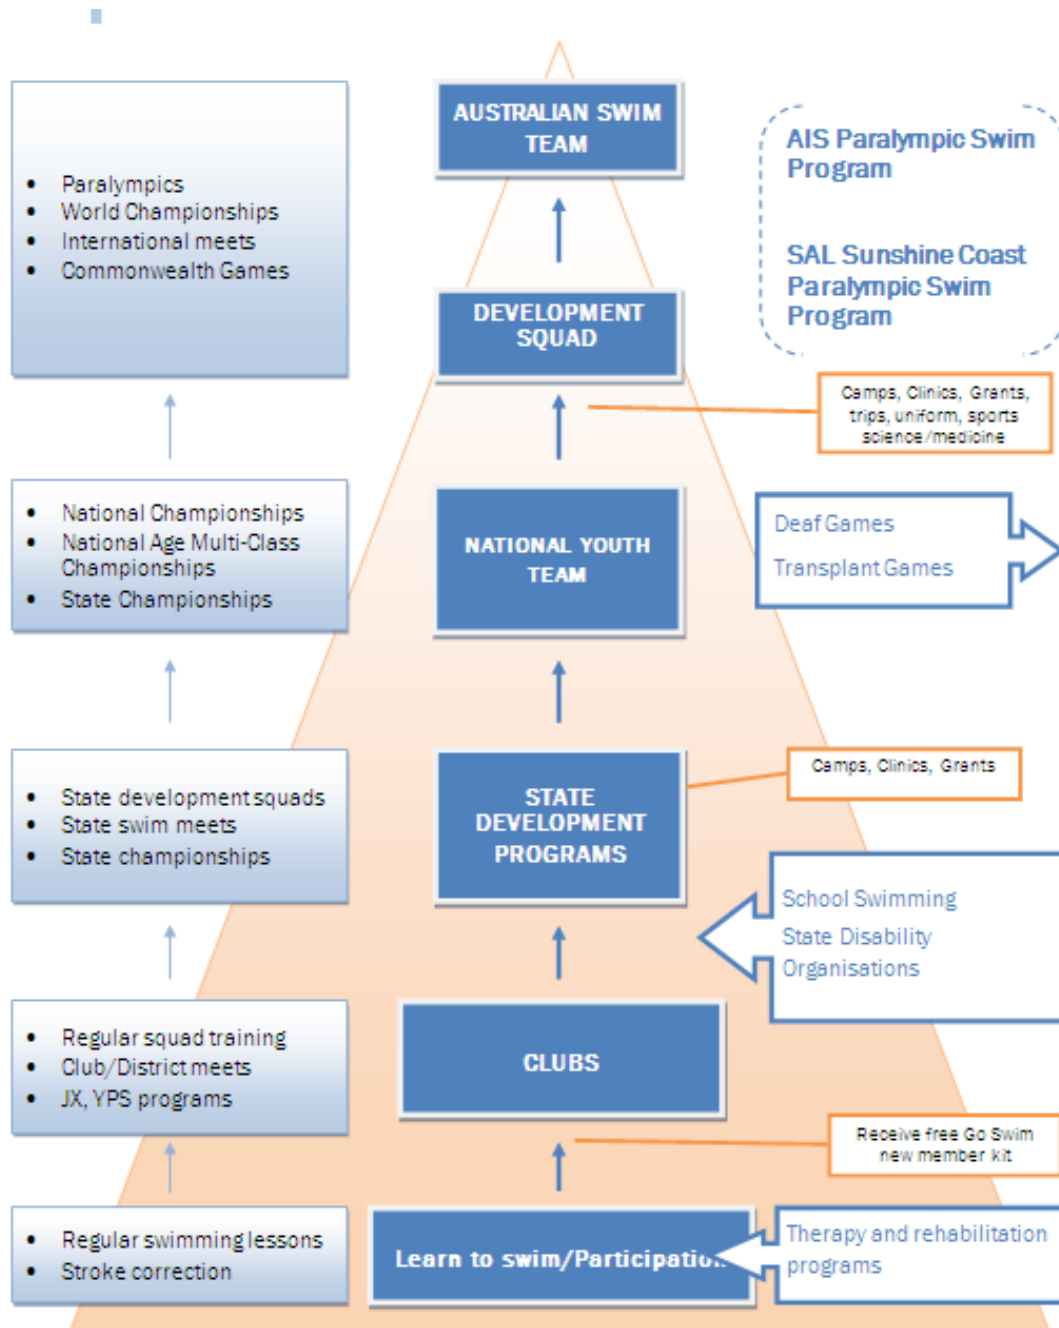 AUSTRALIAN SWIM
TEAM
AIS Paralympic Swim
Program
SAL Sunshine Coast
Paralympic Swim
Program
• Paralympics
• World Championships
• International meets
• Commonwealth Games
DEVELOPMENT
SQUAD
Camps, Clinics, Grants,
trips, uniform, sports
science/medicine
• National Championships
• National Age Multi-Class
Championships
• State Championships
NATIONAL YOUTH
TEAM
Deaf Games
Transplant Games
• State development squads
• State swim meets
• State championships
STATE
DEVELOPMENT
PROGRAMS
Camps, Clinics, Grants
School Swimming
State Disability
Organisations
• Regular squad training
• Club/District meets
• JX, YPS programs
CLUBS
Receive free Go Swim
new member kit
• Regular swimming lessons
• Stroke correction
Learn to swim/Participation
Therapy and rehabilitation
programs